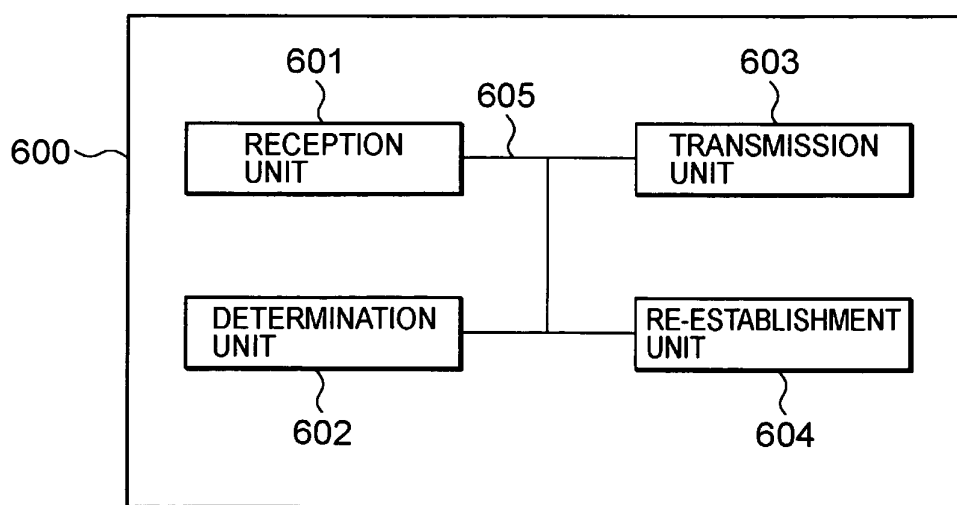 601
603
605
600
RECEPTION
UNIT
TRANSMISSION
UNIT
DETERMINATION
UNIT
RE-ESTABLISHMENT
UNIT
602
604